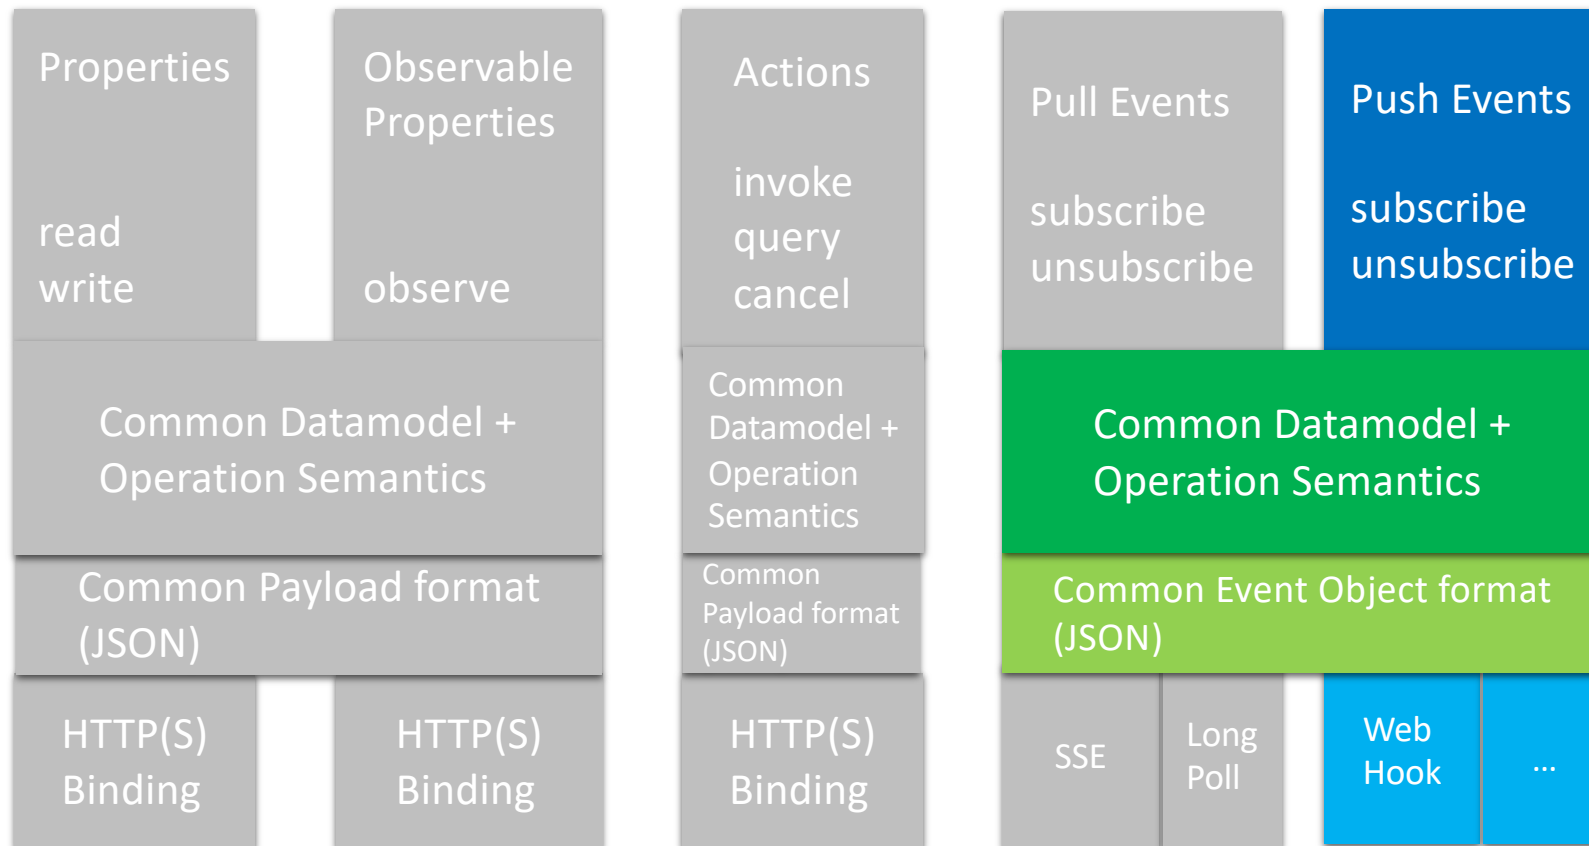 Properties
read
write
Observable
Properties
observe
Actions
invoke
query
cancel
Pull Events
subscribe
unsubscribe
Push Events
subscribe
unsubscribe
Common Datamodel +
Operation Semantics
Common
Datamodel +
Operation
Semantics
Common Datamodel +
Operation Semantics
Common Payload format
(JSON)
Common
Payload format
(JSON)
Common Event Object format
(JSON)
HTTP(S)
Binding
HTTP(S)
Binding
HTTP(S)
Binding
SSE
Long
Poll
Web
Hook
...